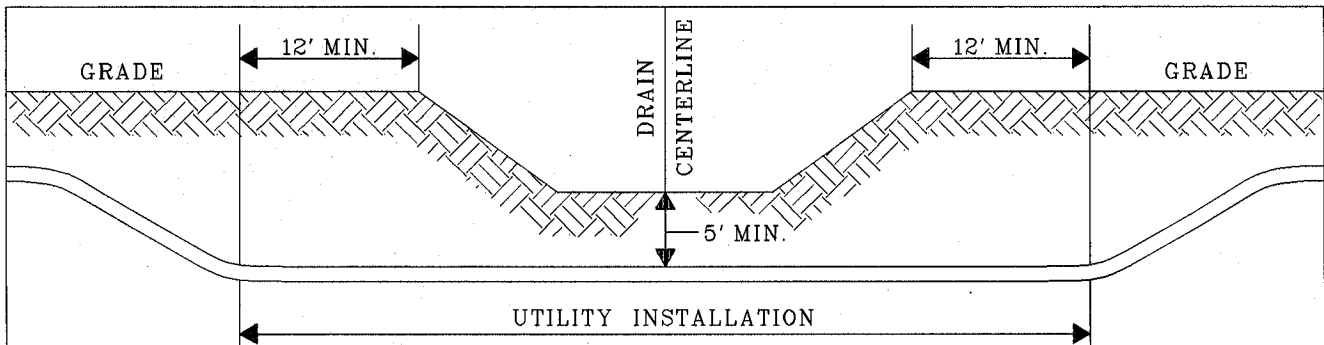 12' MIN.
12' MIN.
GRADE
GRADE
DRAIN
CENTERLINE
5' MIN.
UTILITY INSTALLATION